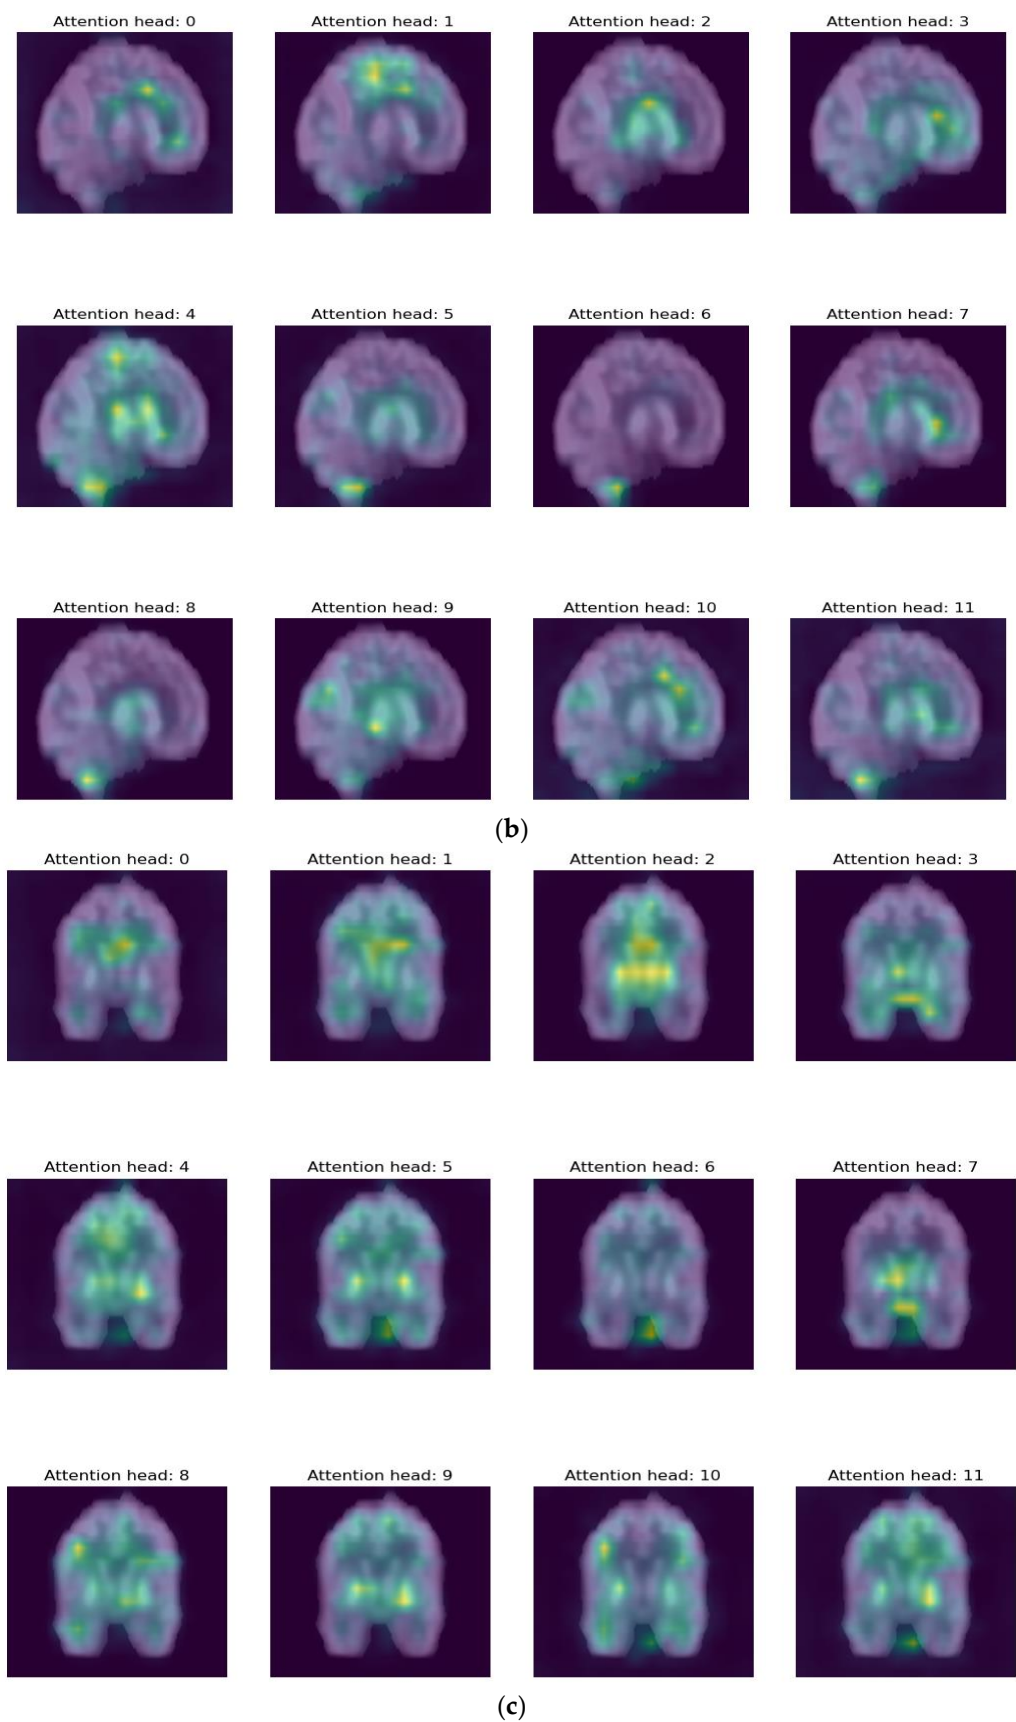 Attention head: 0 Attention head: 1 Attention head: 2 Attention head: 3
Attention head: 4 Attention head: 5 Attention head: 6 Attention head: 7
Attention head: 8 Attention head: 9 Attention head: 10 Attention head: 11
(b)
Attention head: 0 Attention head: 1 Attention head: 2 Attention head: 3
Attention head: 4 Attention head: 5 Attention head: 6 Attention head: 7
Attention head: 8 Attention head: 9 Attention head: 10 Attention head: 11
(c)